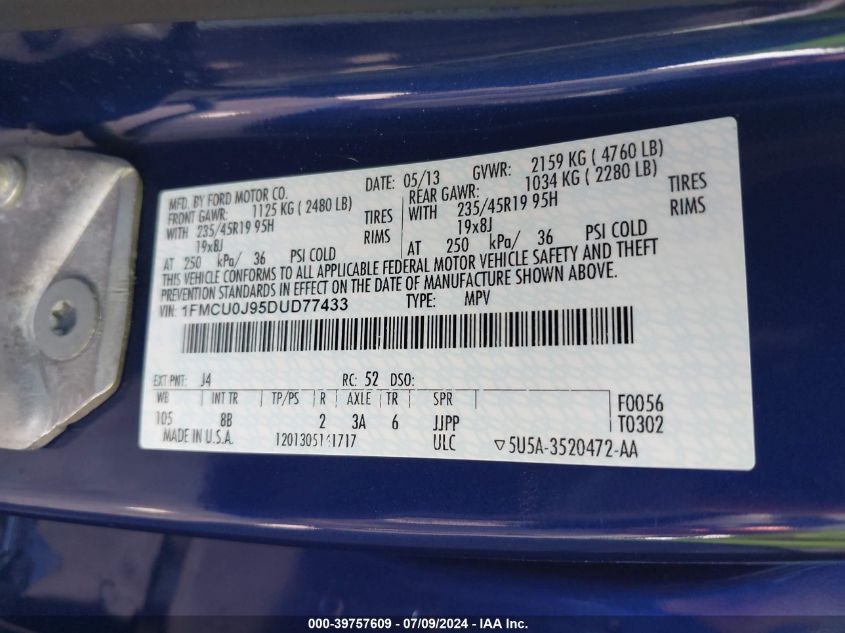 MFD. BY FORD MOTOR CO. DATE: 05/13 GVWR: 2159 KG ( 4760 LB)
FRONT GAWR: 1125 KG ( 2480 LB) REAR GAWR: 1034 KG ( 2280 LB)
WITH 235/45R19 95H TIRES WITH 235/45R19 95H TIRES
19x8J RIMS 19x8J RIMS
AT 250 kPa/ 36 PSI COLD AT 250 kPa/ 36 PSI COLD
THIS VEHICLE CONFORMS TO ALL APPLICABLE FEDERAL MOTOR VEHICLE SAFETY AND THEFT
PREVENTION STANDARDS IN EFFECT ON THE DATE OF MANUFACTURE SHOWN ABOVE.
VIN: 1FMCU0J95DUD77433 TYPE: MPV
EXT PNT: J4 RC: 52 DSO:
WB INT TR TP/PS R AXLE TR SPR F0056
105 8B 2 3A 6 JJPP T0302
MADE IN U.S.A. ULC ▽5U5A-3520472-AA
000-39757609 - 07/09/2024 - IAA Inc.